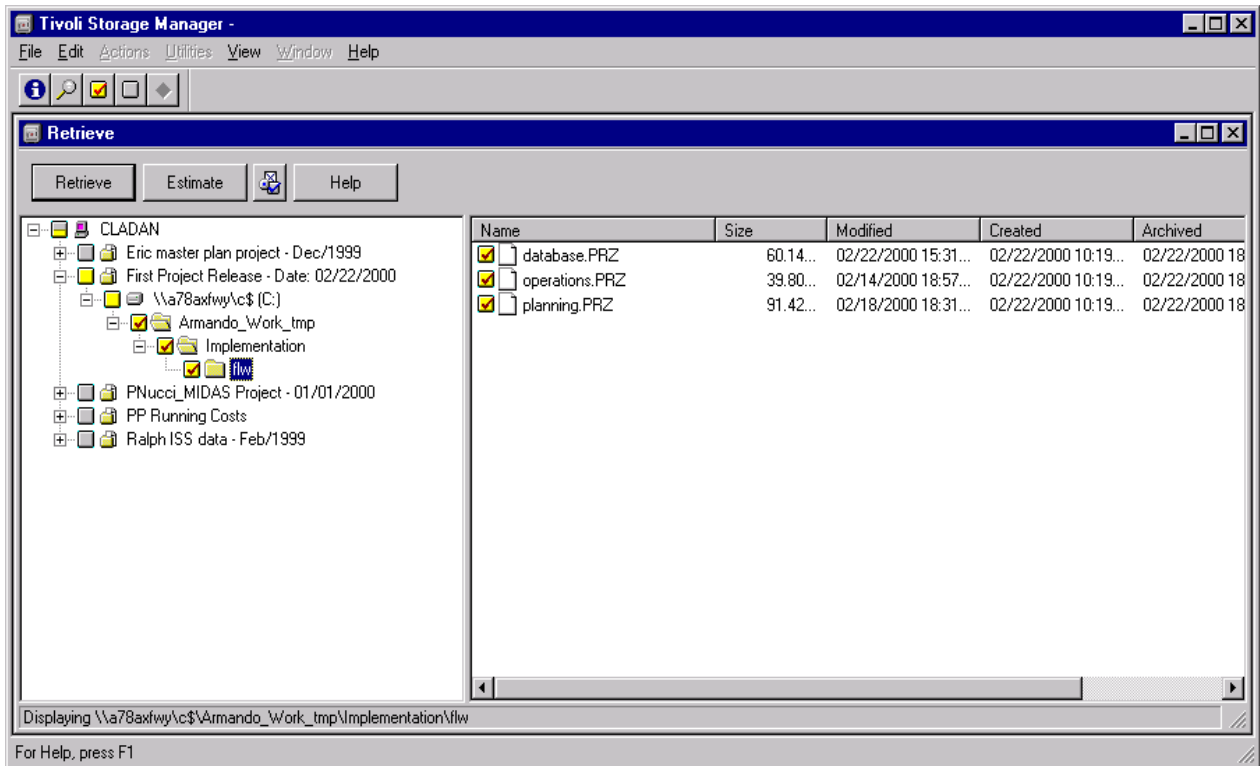 Tivoli Storage Manager -
File Edit Actions Utilities View Window Help
Retrieve
Retrieve Estimate Help
CLADAN
Eric master plan project - Dec/1999
First Project Release - Date: 02/22/2000
\\a78axfwy\c$ (C:)
Armando_Work_tmp
Implementation
flw
PNucci_MIDAS Project - 01/01/2000
PP Running Costs
Ralph ISS data - Feb/1999
Name Size Modified Created Archived
database.PRZ 60.14... 02/22/2000 15:31... 02/22/2000 10:19... 02/22/2000 18
operations.PRZ 39.80... 02/14/2000 18:57... 02/22/2000 10:19... 02/22/2000 18
planning.PRZ 91.42... 02/18/2000 18:31... 02/22/2000 10:19... 02/22/2000 18
Displaying \\a78axfwy\c$\Armando_Work_tmp\Implementation\flw
For Help, press F1